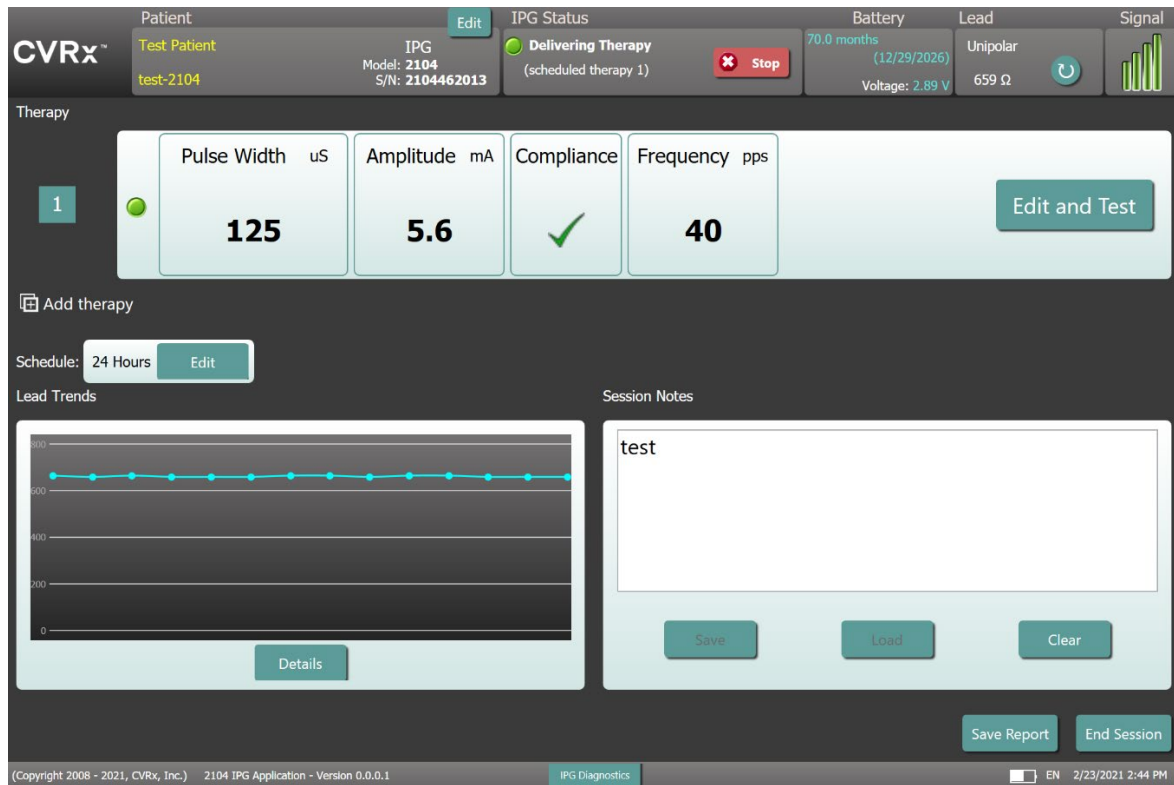 Patient
Edit
IPG Status
Battery
Lead
Signal
CVRx™
Test Patient
test-2104
IPG
Model: 2104
S/N: 2104462013
Delivering Therapy
(scheduled therapy 1)
Stop
70.0 months
(12/29/2026)
Voltage: 2.89 V
Unipolar
659 Ω
Therapy
1
Pulse Width uS
125
Amplitude mA
5.6
Compliance
Frequency pps
40
Edit and Test
Add therapy
Schedule: 24 Hours Edit
Lead Trends
800
600
400
200
0
Details
Session Notes
test
Save
Load
Clear
Save Report
End Session
(Copyright 2008 - 2021, CVRx, Inc.) 2104 IPG Application - Version 0.0.0.1
IPG Diagnostics
EN 2/23/2021 2:44 PM